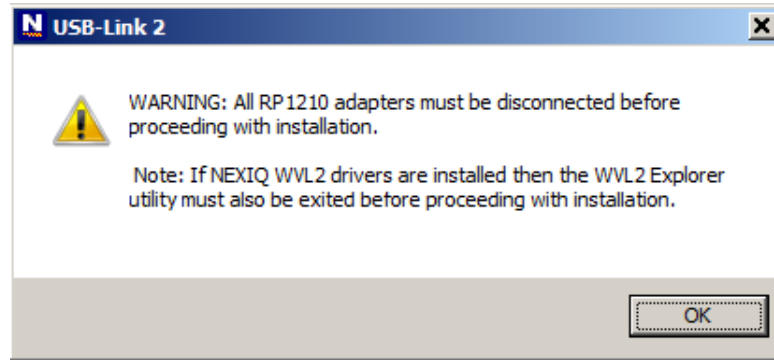 N USB-Link 2
WARNING: All RP1210 adapters must be disconnected before
proceeding with installation.
Note: If NEXIQ WVL2 drivers are installed then the WVL2 Explorer
utility must also be exited before proceeding with installation.
OK